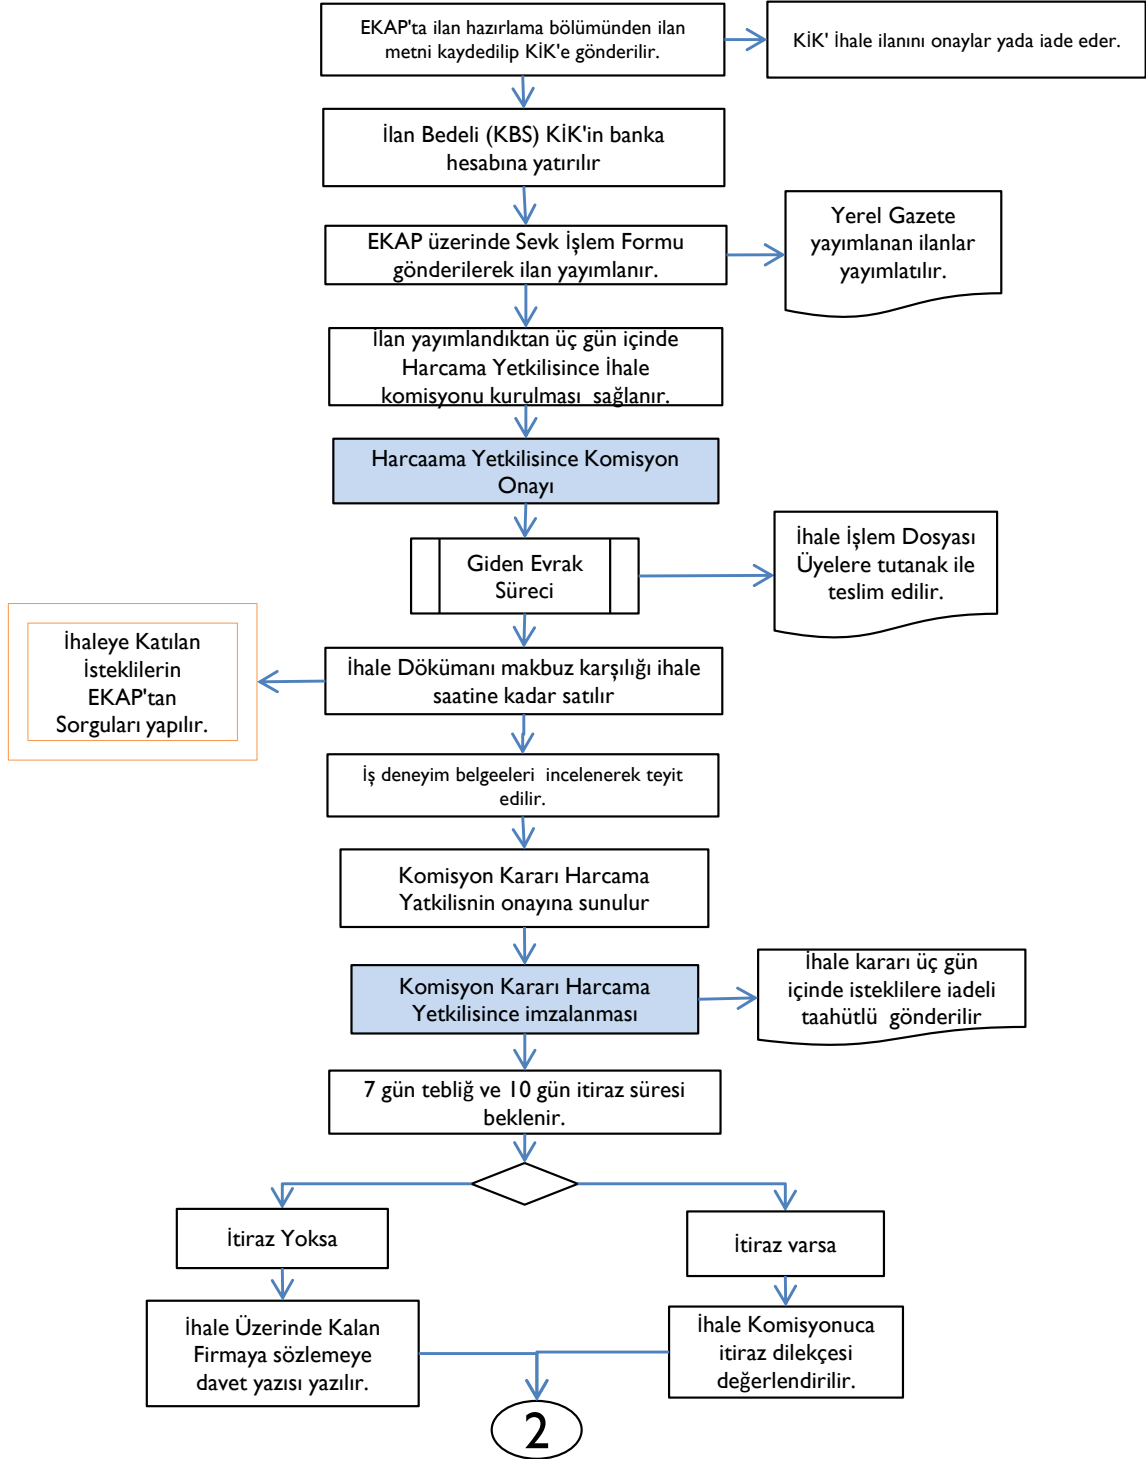 EKAP'ta ilan hazırlama bölümünden ilan
metni kaydedilip KİK'e gönderilir.
KİK' İhale ilanını onaylar yada iade eder.
İlan Bedeli (KBS) KİK'in banka
hesabına yatırılır
EKAP üzerinde Sevk İşlem Formu
gönderilerek ilan yayımlanır.
Yerel Gazete
yayımlanan ilanlar
yayımlatılır.
İlan yayımlandıktan üç gün içinde
Harcama Yetkilisince İhale
komisyonu kurulması sağlanır.
Harcaama Yetkilisince Komisyon
Onayı
Giden Evrak
Süreci
İhale İşlem Dosyası
Üyelere tutanak ile
teslim edilir.
İhaleye Katılan
İsteklilerin
EKAP'tan
Sorguları yapılır.
İhale Dökümanı makbuz karşılığı ihale
saatine kadar satılır
İş deneyim belgeeleri incelenerek teyit
edilir.
Komisyon Kararı Harcama
Yatkilisnin onayına sunulur
Komisyon Kararı Harcama
Yetkilisince imzalanması
İhale kararı üç gün
içinde isteklilere iadeli
taahütlü gönderilir
7 gün tebliğ ve 10 gün itiraz süresi
beklenir.
İtiraz Yoksa
İtiraz varsa
İhale Üzerinde Kalan
Firmaya sözlemeye
davet yazısı yazılır.
İhale Komisyonuca
itiraz dilekçesi
değerlendirilir.
2